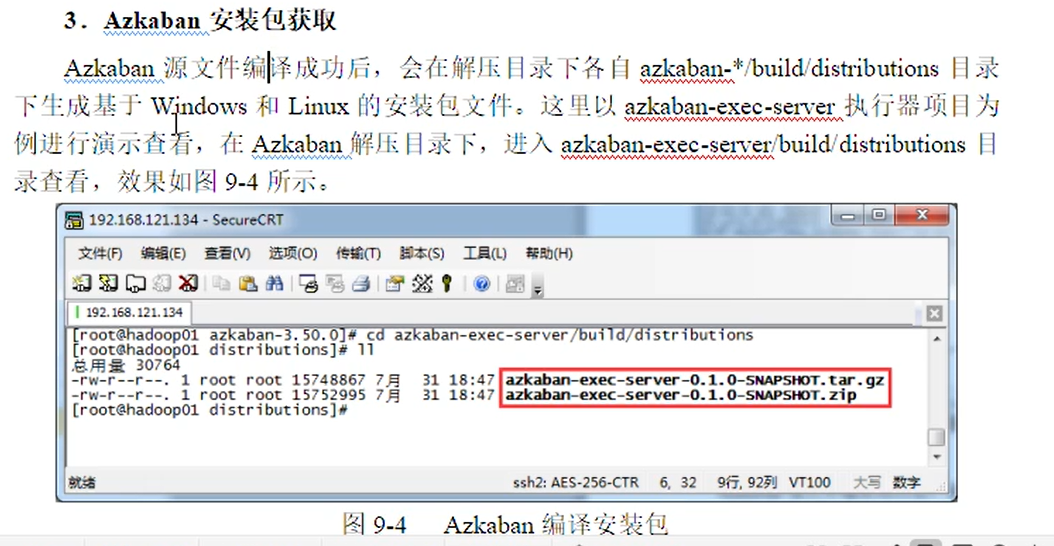 3．Azkaban 安装包获取
Azkaban 源文件编译成功后，会在解压目录下各自 azkaban-*/build/distributions 目录
下生成基于 Windows 和 Linux 的安装包文件。这里以 azkaban-exec-server 执行器项目为
例进行演示查看，在 Azkaban 解压目录下，进入 azkaban-exec-server/build/distributions 目
录查看，效果如图 9-4 所示。
192.168.121.134 - SecureCRT
文件(F) 编辑(E) 查看(V) 选项(O) 传输(T) 脚本(S) 工具(L) 帮助(H)
192.168.121.134
[root@hadoop01 azkaban-3.50.0]# cd azkaban-exec-server/build/distributions
[root@hadoop01 distributions]# ll
总用量 30764
-rw-r--r--. 1 root root 15748867 7月 31 18:47 azkaban-exec-server-0.1.0-SNAPSHOT.tar.gz
-rw-r--r--. 1 root root 15752995 7月 31 18:47 azkaban-exec-server-0.1.0-SNAPSHOT.zip
[root@hadoop01 distributions]#
就绪 ssh2: AES-256-CTR 6, 32 9行, 92列 VT100 大写 数字
图 9-4 Azkaban 编译安装包